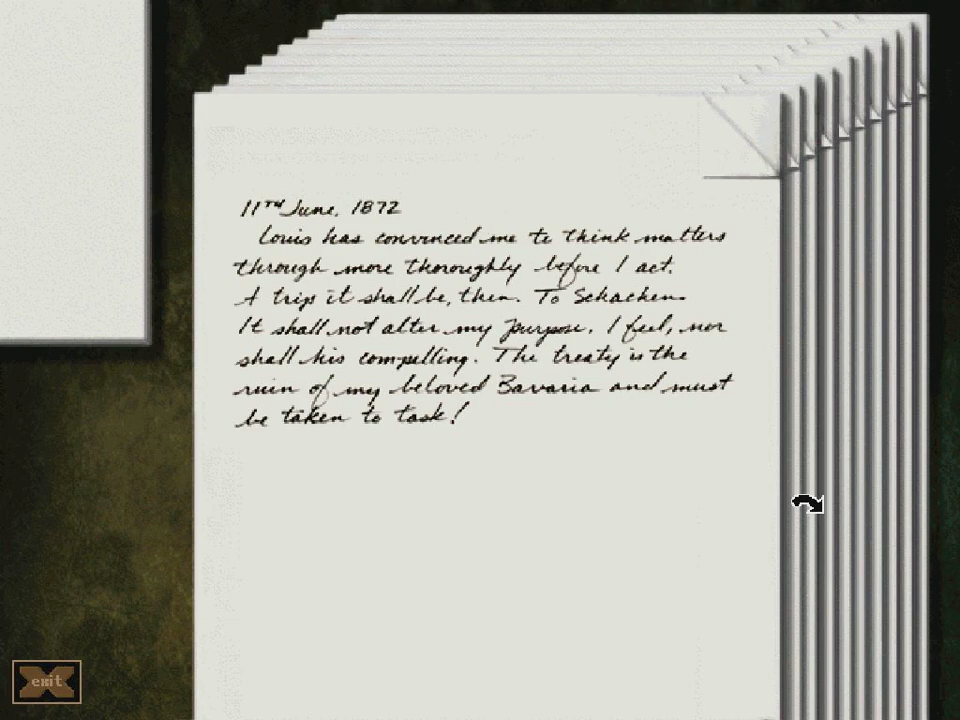 11TH June, 1872
Louis has convinced me to think matters
through more thoroughly before I act.
A trip it shall be, then. To Schachen.
It shall not alter my purpose, I feel, nor
shall his compelling. The treaty is the
ruin of my beloved Bavaria and must
be taken to task!
exit